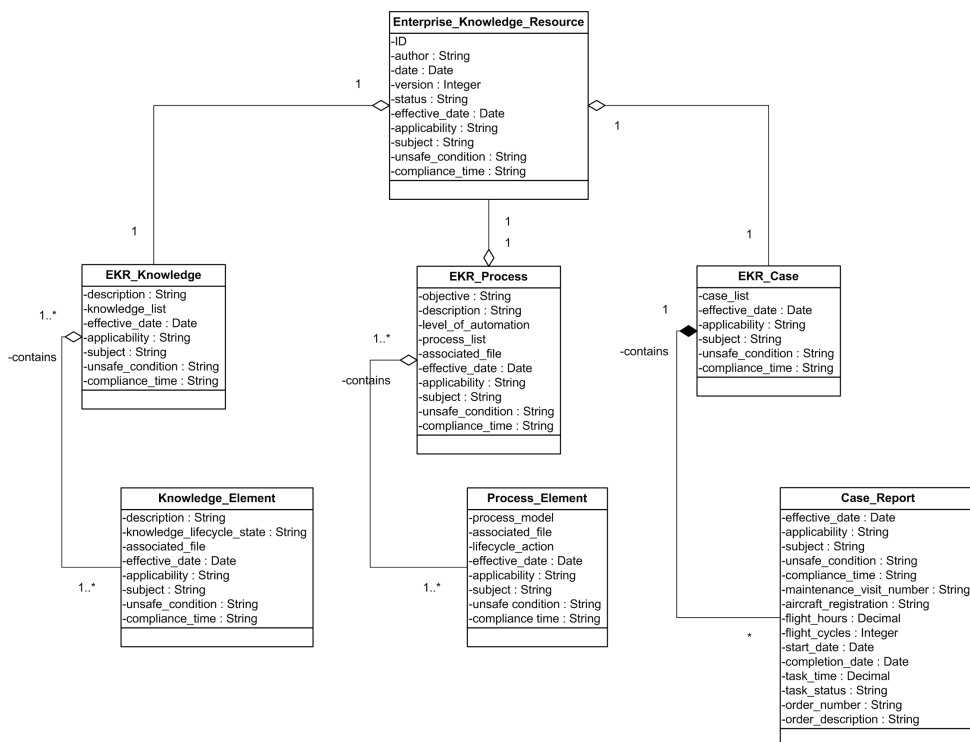 Enterprise_Knowledge_Resource
-ID
-author : String
-date : Date
-version : Integer
-status : String
-effective_date : Date
-applicability : String
-subject : String
-unsafe_condition : String
-compliance_time : String
1
1
1
1
1
1
EKR_Knowledge
-description : String
-knowledge_list
-effective_date : Date
-applicability : String
-subject : String
-unsafe_condition : String
-compliance_time : String
1..*
-contains
EKR_Process
-objective : String
-description : String
-level_of_automation
-process_list
-associated_file
-effective_date : Date
-applicability : String
-subject : String
-unsafe_condition : String
-compliance_time : String
1..*
-contains
EKR_Case
-case_list
-effective_date : Date
-applicability : String
-subject : String
-unsafe_condition : String
-compliance_time : String
1
-contains
Knowledge_Element
-description : String
-knowledge_lifecycle_state : String
-associated_file
-effective_date : Date
-applicability : String
-subject : String
-unsafe_condition : String
-compliance_time : String
1..*
Process_Element
-process_model
-associated_file
-lifecycle_action
-effective_date : Date
-applicability : String
-subject : String
-unsafe condition : String
-compliance time : String
1..*
Case_Report
-effective_date : Date
-applicability : String
-subject : String
-unsafe_condition : String
-compliance_time : String
-maintenance_visit_number : String
-aircraft_registration : String
-flight_hours : Decimal
-flight_cycles : Integer
-start_date : Date
-completion_date : Date
-task_time : Decimal
-task_status : String
-order_number : String
-order_description : String
*